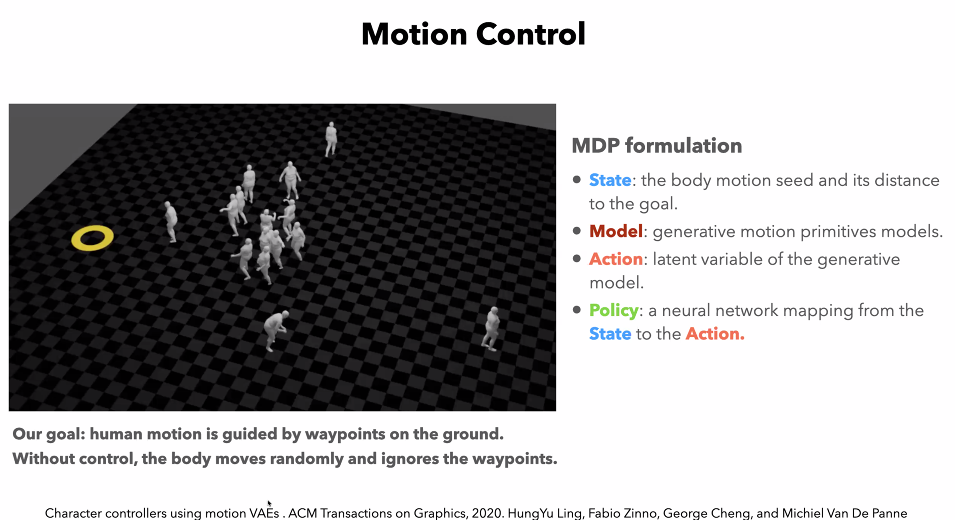 Motion Control
MDP formulation
• State: the body motion seed and its distance
to the goal.
• Model: generative motion primitives models.
• Action: latent variable of the generative
model.
• Policy: a neural network mapping from the
State to the Action.
Our goal: human motion is guided by waypoints on the ground.
Without control, the body moves randomly and ignores the waypoints.
Character controllers using motion VAEs . ACM Transactions on Graphics, 2020. HungYu Ling, Fabio Zinno, George Cheng, and Michiel Van De Panne